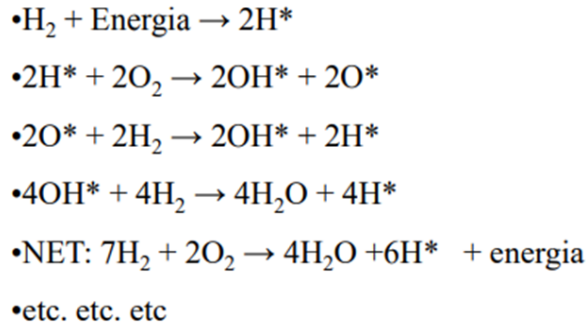 •H₂ + Energia → 2H*
•2H* + 2O₂ → 2OH* + 2O*
•2O* + 2H₂ → 2OH* + 2H*
•4OH* + 4H₂ → 4H₂O + 4H*
•NET: 7H₂ + 2O₂ → 4H₂O +6H* + energia
•etc. etc. etc